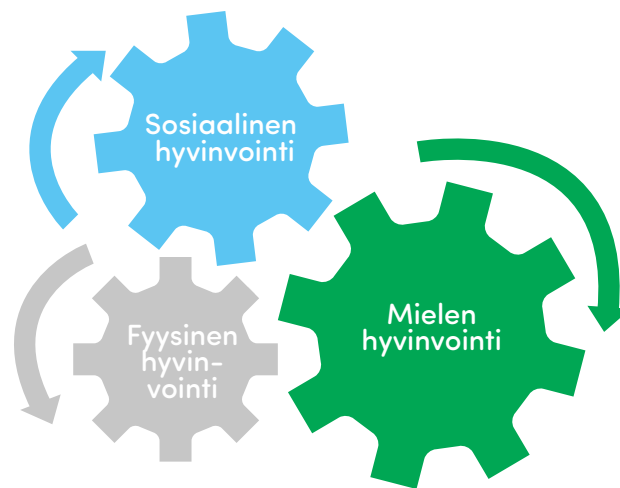 Sosiaalinen
hyvinvointi
Mielen
hyvinvointi
Fyysinen
hyvin-
vointi